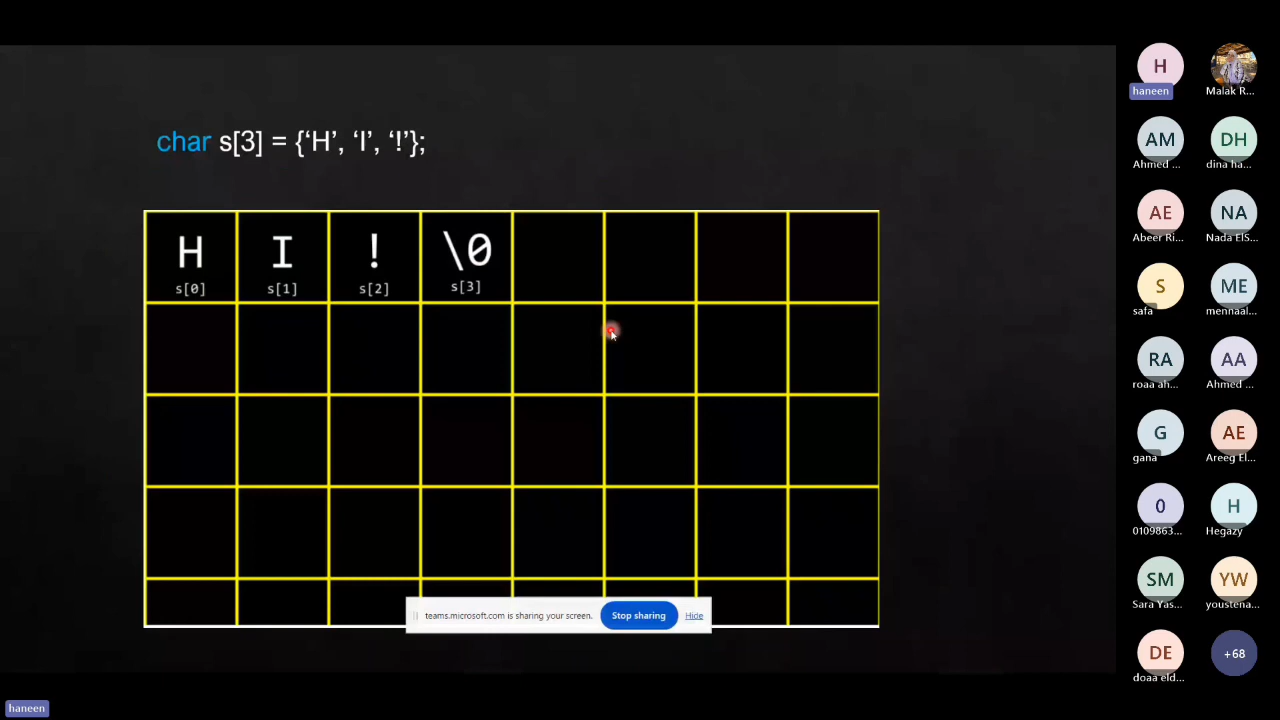 char s[3] = {‘H’, ‘I’, ‘!’};
H I ! \0
s[0] s[1] s[2] s[3]
teams.microsoft.com is sharing your screen. Stop sharing Hide
H
haneen Malak R...
AM DH
Ahmed ... dina ha...
AE NA
Abeer Ri... Nada ElS...
S ME
safa mennaal...
RA AA
roaa ah... Ahmed ...
G AE
gana Areeg El...
0 H
0109863... Hegazy
SM YW
Sara Yas... youstena...
DE +68
doaa eld...
haneen